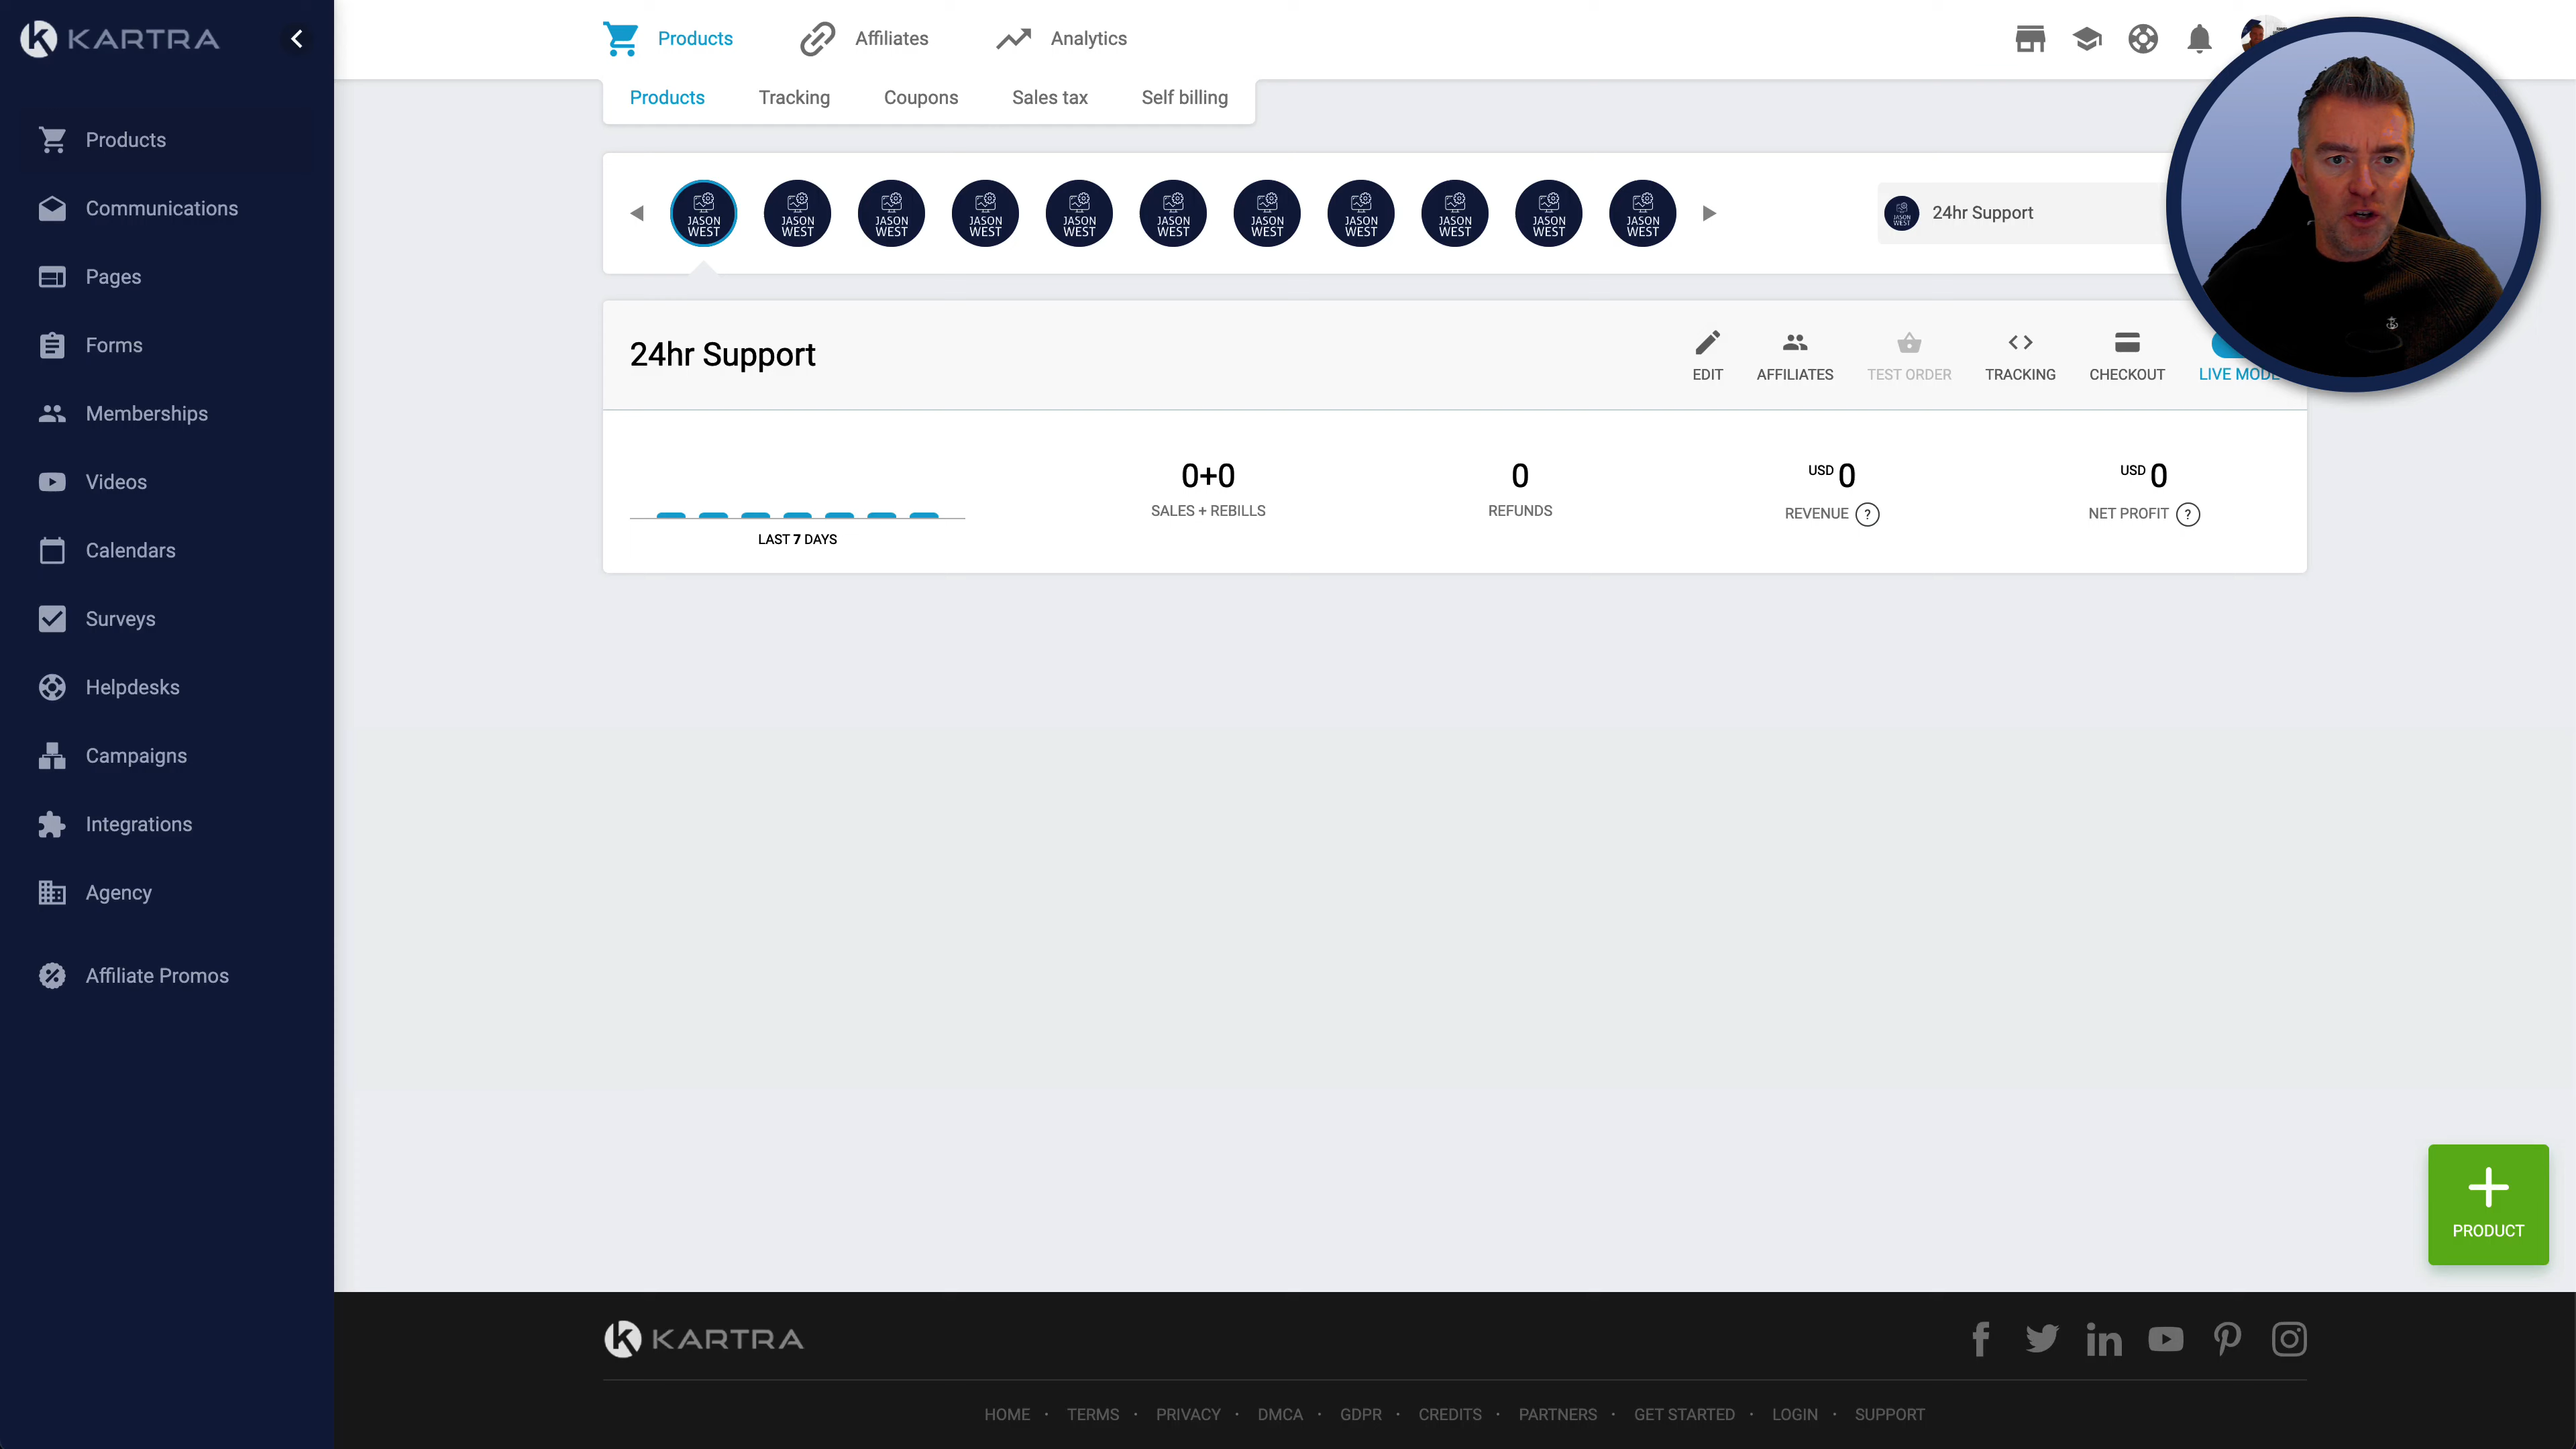 KARTRA
Products
Affiliates
Analytics
Products
Tracking
Coupons
Sales tax
Self billing
Products
Communications
Pages
Forms
Memberships
Videos
Calendars
Surveys
Helpdesks
Campaigns
Integrations
Agency
Affiliate Promos
JASON
WEST
JASON
WEST
JASON
WEST
JASON
WEST
JASON
WEST
JASON
WEST
JASON
WEST
JASON
WEST
JASON
WEST
JASON
WEST
JASON
WEST
JASON
WEST
24hr Support
24hr Support
EDIT
AFFILIATES
TEST ORDER
TRACKING
CHECKOUT
LIVE MODE
LAST 7 DAYS
0+0
SALES + REBILLS
0
REFUNDS
USD 0
REVENUE ?
USD 0
NET PROFIT ?
+
PRODUCT
KARTRA
HOME · TERMS · PRIVACY · DMCA · GDPR · CREDITS · PARTNERS · GET STARTED · LOGIN · SUPPORT